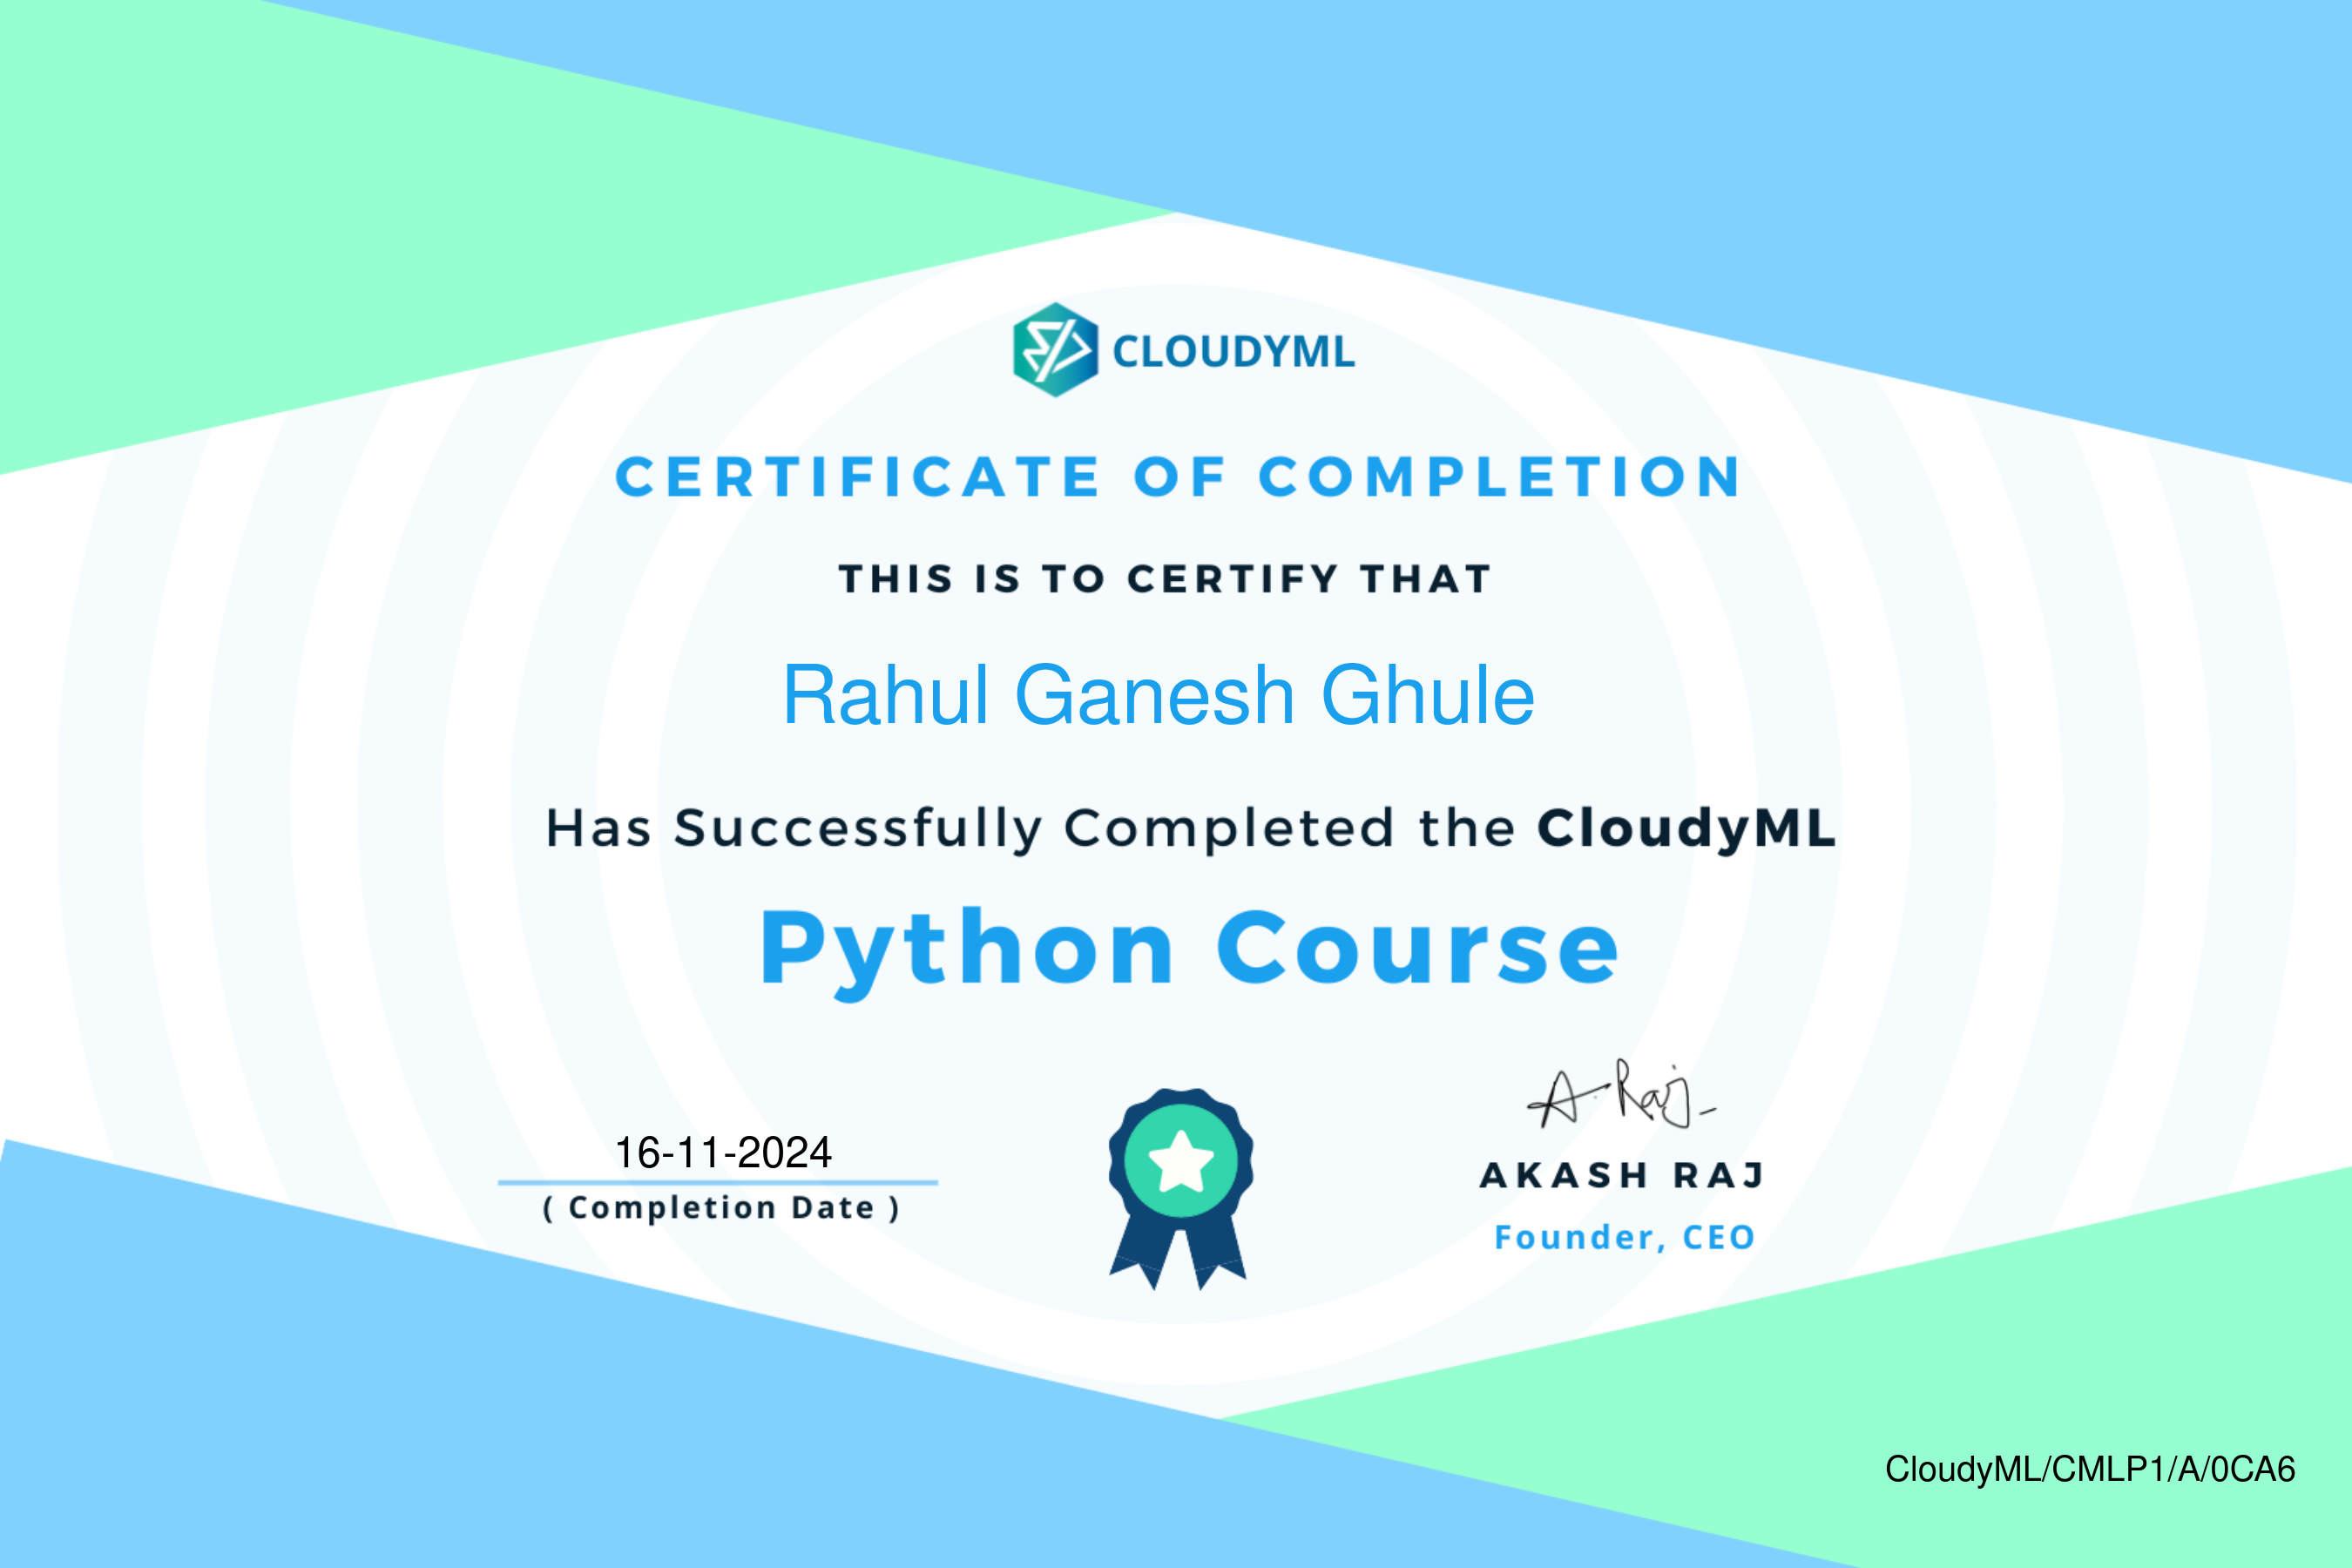 CLOUDYML
CERTIFICATE OF COMPLETION
THIS IS TO CERTIFY THAT
Rahul Ganesh Ghule
Has Successfully Completed the CloudyML
Python Course
A. Raj
16-11-2024
( Completion Date )
AKASH RAJ
Founder, CEO
CloudyML/CMLP1/A/0CA6